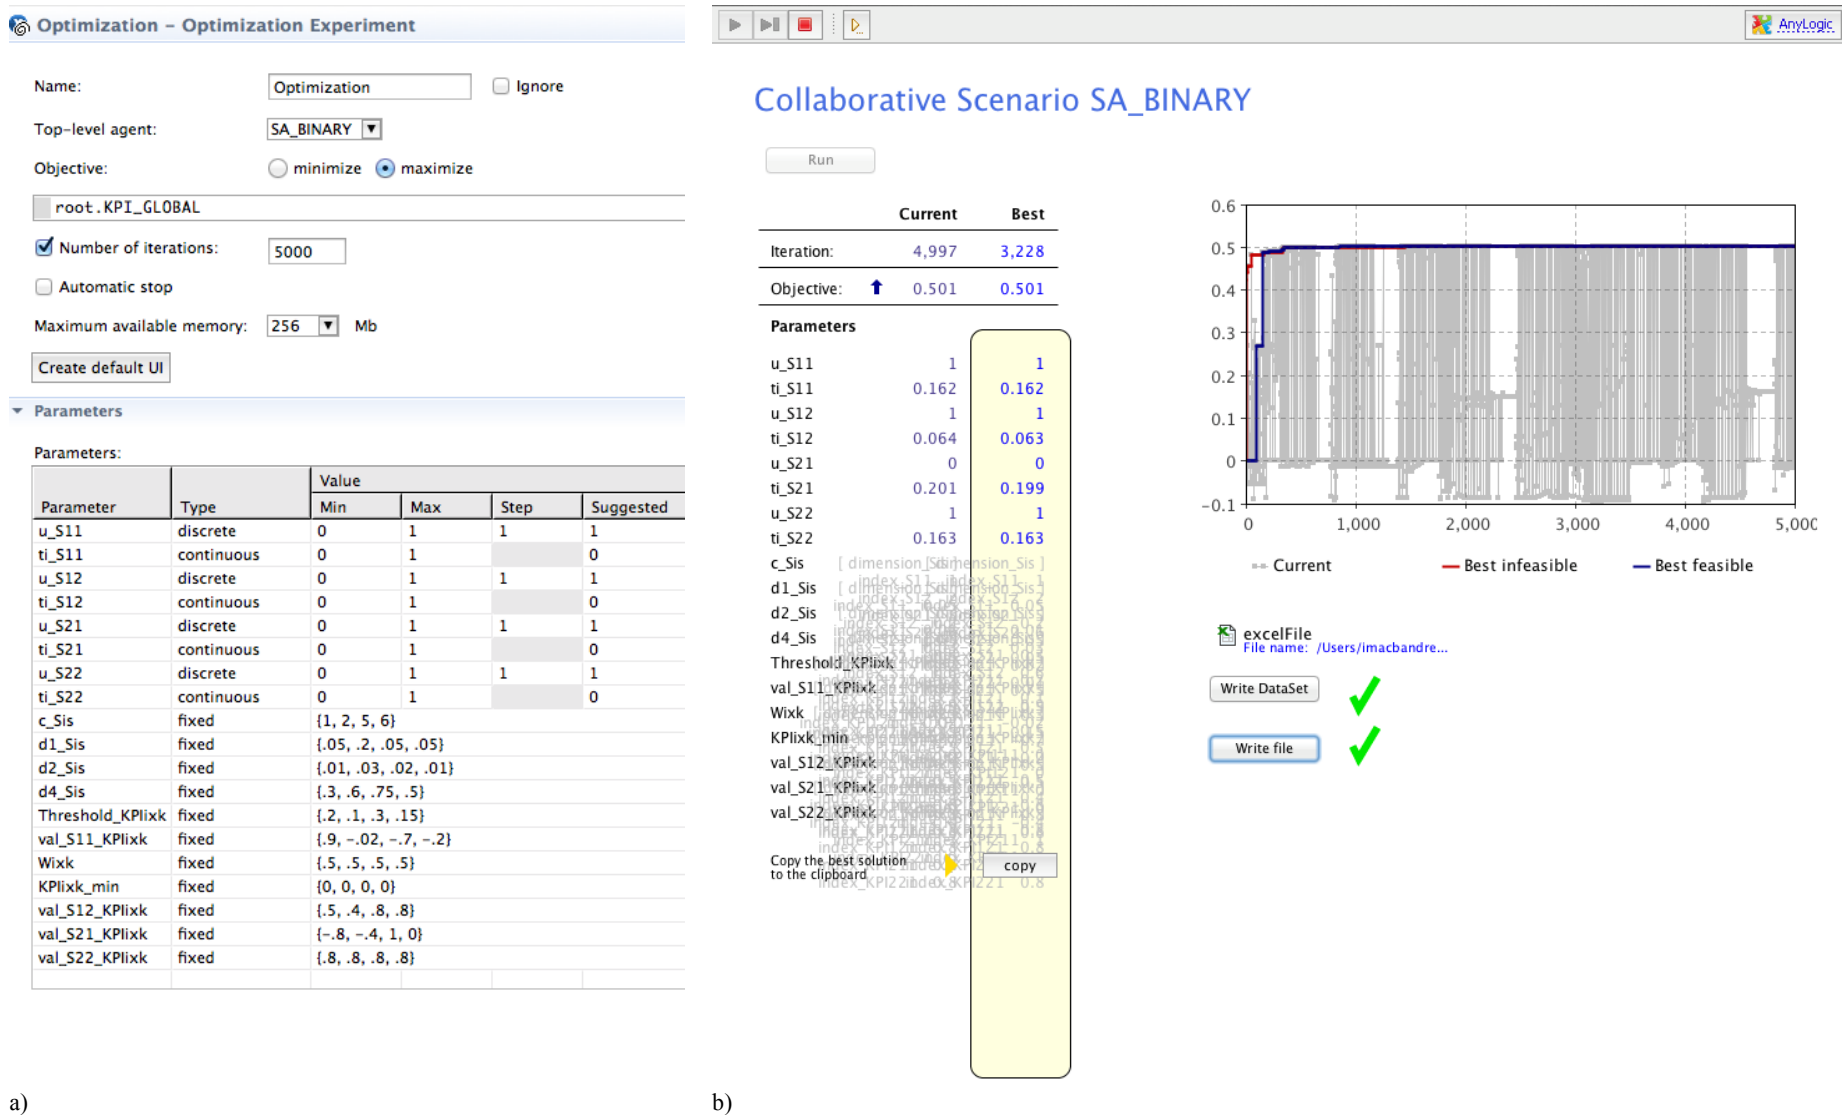 Optimization – Optimization Experiment
Name:
Optimization
Ignore
Top-level agent:
SA_BINARY
Objective:
minimize
maximize
root.KPI_GLOBAL
Number of iterations:
5000
Automatic stop
Maximum available memory:
256
Mb
Create default UI
Parameters
Parameters:
Value
Parameter Type Min Max Step Suggested
u_S11 discrete 0 1 1 1
ti_S11 continuous 0 1 0
u_S12 discrete 0 1 1 1
ti_S12 continuous 0 1 0
u_S21 discrete 0 1 1 1
ti_S21 continuous 0 1 0
u_S22 discrete 0 1 1 1
ti_S22 continuous 0 1 0
c_Sis fixed {1, 2, 5, 6}
d1_Sis fixed {.05, .2, .05, .05}
d2_Sis fixed {.01, .03, .02, .01}
d4_Sis fixed {.3, .6, .75, .5}
Threshold_KPIixk fixed {.2, .1, .3, .15}
val_S11_KPIixk fixed {.9, -.02, -.7, -.2}
Wixk fixed {.5, .5, .5, .5}
KPIixk_min fixed {0, 0, 0, 0}
val_S12_KPIixk fixed {.5, .4, .8, .8}
val_S21_KPIixk fixed {-.8, -.4, 1, 0}
val_S22_KPIixk fixed {.8, .8, .8, .8}
a)
AnyLogic
Collaborative Scenario SA_BINARY
Run
Current Best
Iteration: 4,997 3,228
Objective: 0.501 0.501
Parameters
u_S11 1 1
ti_S11 0.162 0.162
u_S12 1 1
ti_S12 0.064 0.063
u_S21 0 0
ti_S21 0.201 0.199
u_S22 1 1
ti_S22 0.163 0.163
c_Sis
d1_Sis
d2_Sis
d4_Sis
Threshold_KPIixk
val_S11_KPIixk
Wixk
KPIixk_min
val_S12_KPIixk
val_S21_KPIixk
val_S22_KPIixk
Copy the best solution
to the clipboard
copy
0.6
0.5
0.4
0.3
0.2
0.1
0
-0.1
0 1,000 2,000 3,000 4,000 5,000
Current
Best infeasible
Best feasible
excelFile
File name: /Users/imacbandre...
Write DataSet
Write file
b)